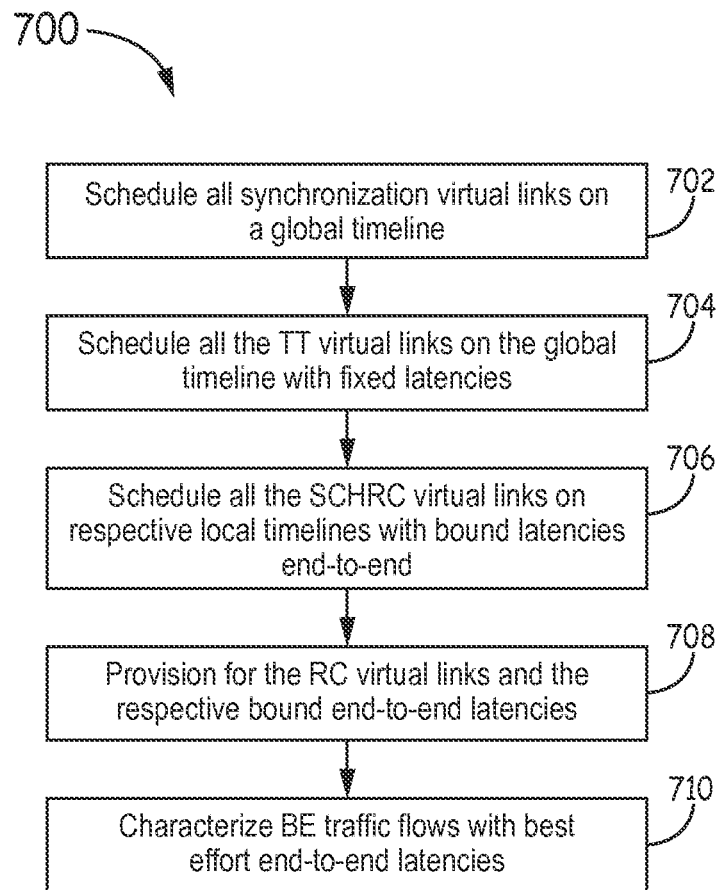 700
Schedule all synchronization virtual links on
a global timeline
702
Schedule all the TT virtual links on the global
timeline with fixed latencies
704
Schedule all the SCHRC virtual links on
respective local timelines with bound latencies
end-to-end
706
Provision for the RC virtual links and the
respective bound end-to-end latencies
708
Characterize BE traffic flows with best
effort end-to-end latencies
710